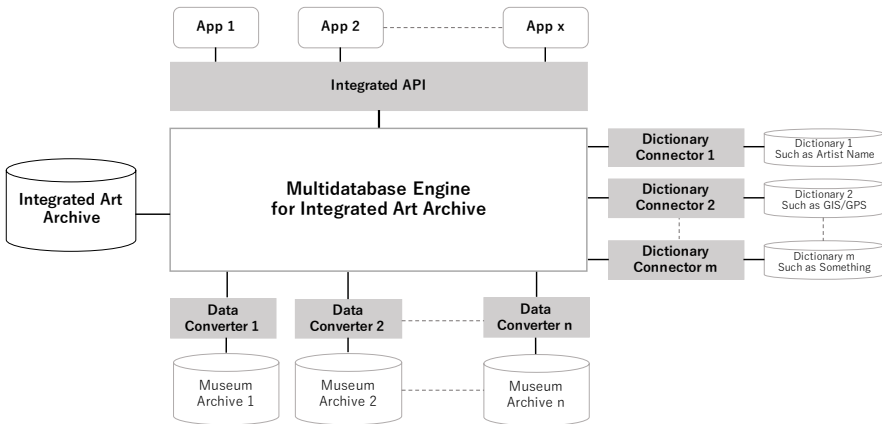 App 1
App 2
App x
Integrated API
Integrated Art
Archive
Multidatabase Engine
for Integrated Art Archive
Dictionary
Connector 1
Dictionary 1
Such as Artist Name
Dictionary
Connector 2
Dictionary 2
Such as GIS/GPS
Dictionary
Connector m
Dictionary m
Such as Something
Data
Converter 1
Data
Converter 2
Data
Converter n
Museum
Archive 1
Museum
Archive 2
Museum
Archive n